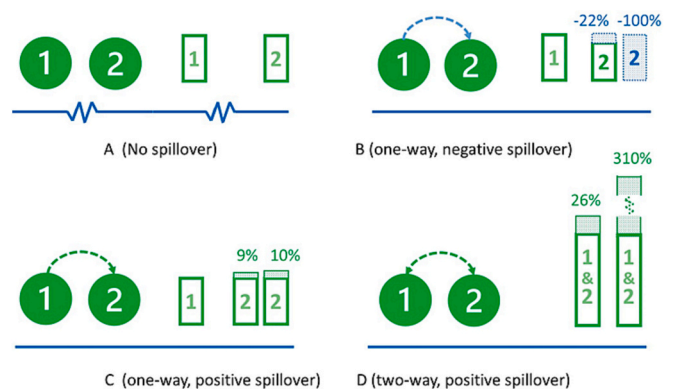 1 2 1 2
A (No spillover)
-22% -100%
1 2 1 2 2
B (one-way, negative spillover)
9% 10%
1 2 1 2 2
C (one-way, positive spillover)
310%
26%
1 2
1 & 2
1 & 2
D (two-way, positive spillover)